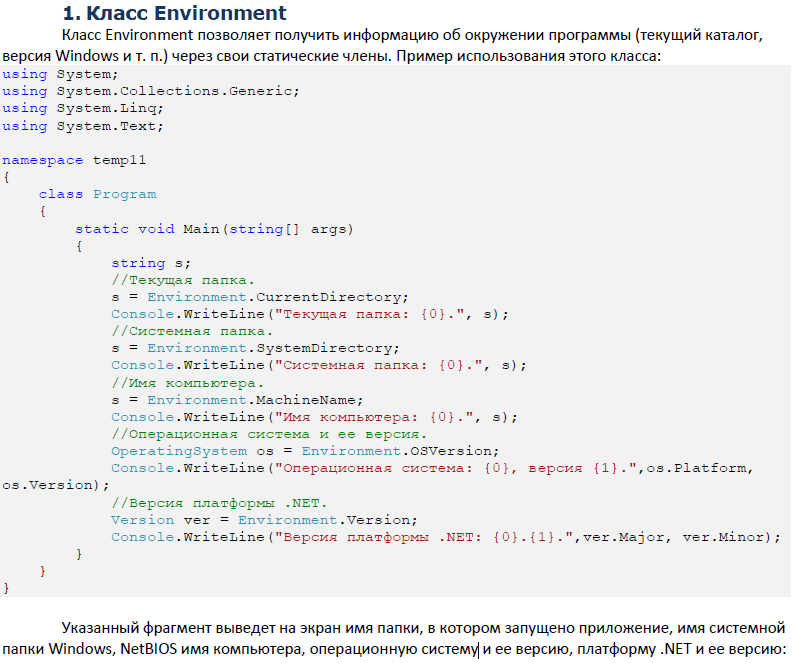 1. Класс Environment
Класс Environment позволяет получить информацию об окружении программы (текущий каталог,
версия Windows и т. п.) через свои статические члены. Пример использования этого класса:
using System;
using System.Collections.Generic;
using System.Linq;
using System.Text;

namespace temp11
{
    class Program
    {
        static void Main(string[] args)
        {
            string s;
            //Текущая папка.
            s = Environment.CurrentDirectory;
            Console.WriteLine("Текущая папка: {0}.", s);
            //Системная папка.
            s = Environment.SystemDirectory;
            Console.WriteLine("Системная папка: {0}.", s);
            //Имя компьютера.
            s = Environment.MachineName;
            Console.WriteLine("Имя компьютера: {0}.", s);
            //Операционная система и ее версия.
            OperatingSystem os = Environment.OSVersion;
            Console.WriteLine("Операционная система: {0}, версия {1}.",os.Platform,
os.Version);
            //Версия платформы .NET.
            Version ver = Environment.Version;
            Console.WriteLine("Версия платформы .NET: {0}.{1}.",ver.Major, ver.Minor);
        }
    }
}

Указанный фрагмент выведет на экран имя папки, в котором запущено приложение, имя системной
папки Windows, NetBIOS имя компьютера, операционную систему и ее версию, платформу .NET и ее версию: